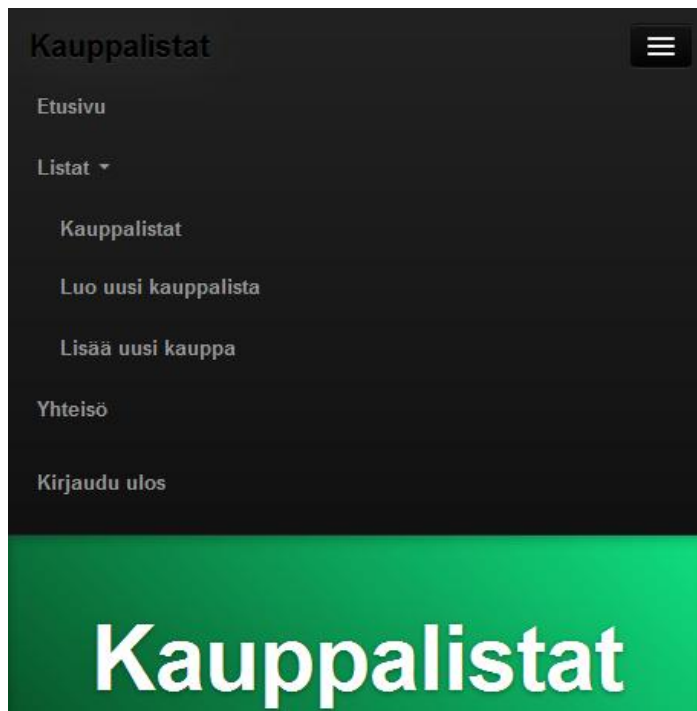 Kauppalistat
Etusivu
Listat
Kauppalistat
Luo uusi kauppalista
Lisää uusi kauppa
Yhteisö
Kirjaudu ulos
Kauppalistat